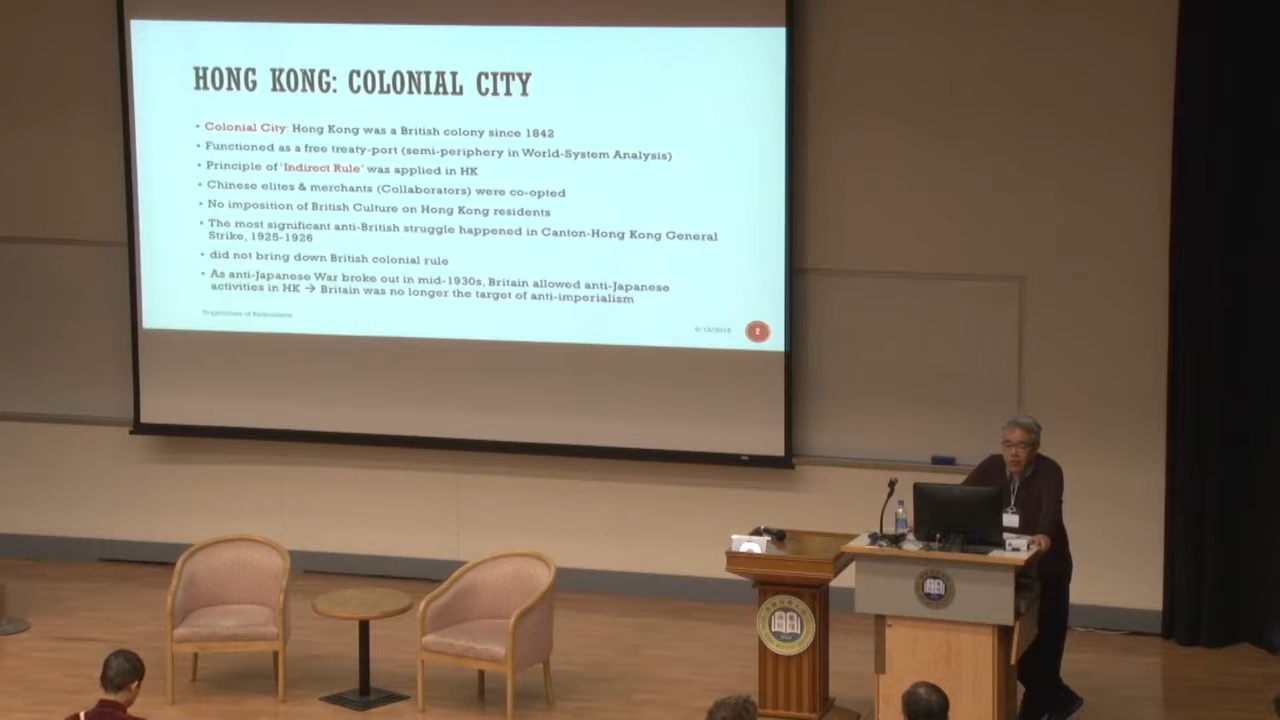 HONG KONG: COLONIAL CITY
• Colonial City: Hong Kong was a British colony since 1842
• Functioned as a free treaty-port (semi-periphery in World-System Analysis)
• Principle of 'Indirect Rule' was applied in HK
• Chinese elites & merchants (Collaborators) were co-opted
• No imposition of British Culture on Hong Kong residents
• The most significant anti-British struggle happened in Canton-Hong Kong General
Strike, 1925-1926
• did not bring down British colonial rule
• As anti-Japanese War broke out in mid-1930s, Britain allowed anti-Japanese
activities in HK → Britain was no longer the target of anti-imperialism
Trajectories of